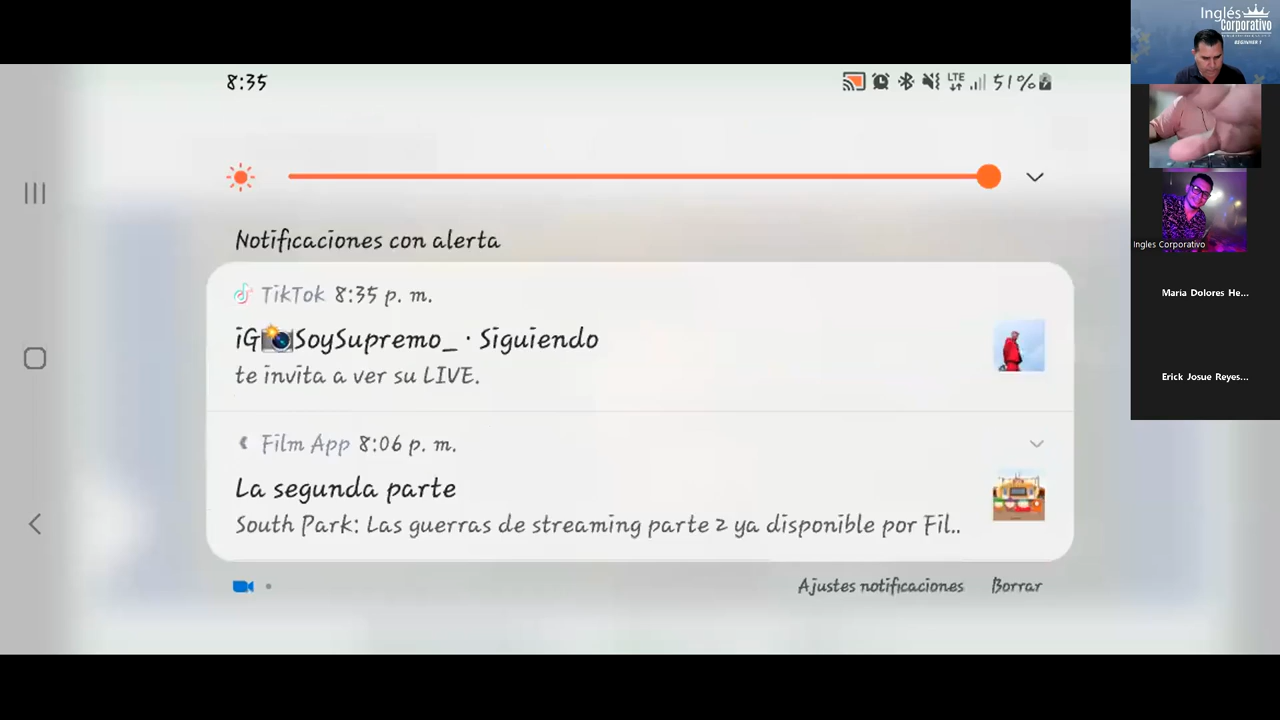 Inglés
Corporativo
BEGINNER 1
8:35
LTE
51%
Notificaciones con alerta
TikTok 8:35 p. m.
iG📸SoySupremo_ · Siguiendo
te invita a ver su LIVE.
Film App 8:06 p. m.
La segunda parte
South Park: Las guerras de streaming parte 2 ya disponible por Fil..
Ajustes notificaciones
Borrar
Ingles Corporativo
Maria Dolores He...
Erick Josue Reyes...